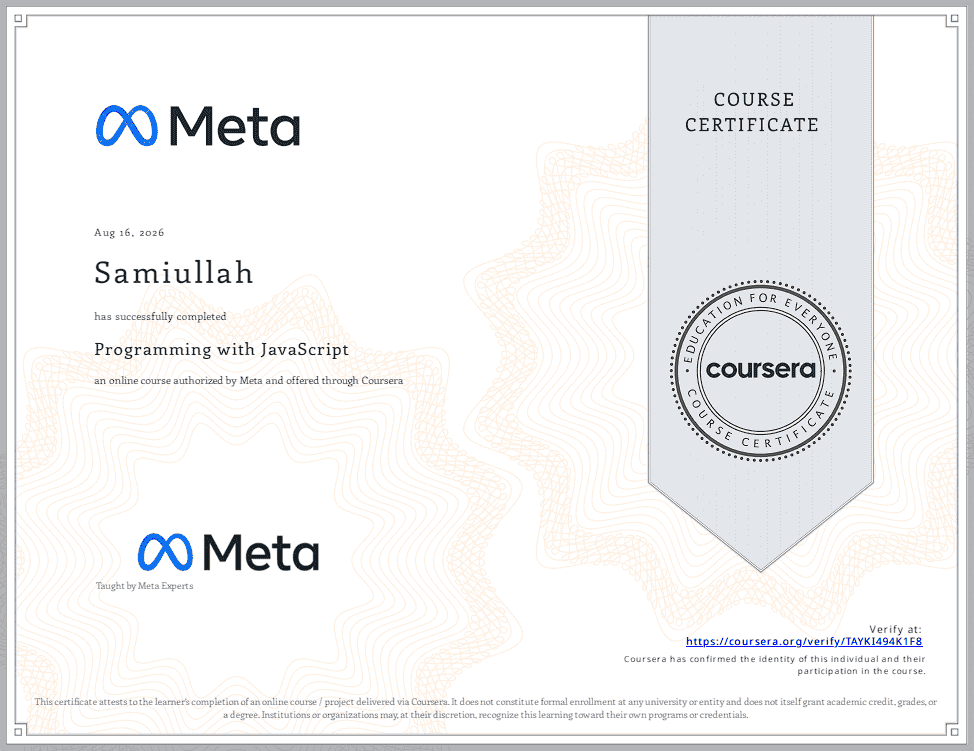 Meta
COURSE
CERTIFICATE
Aug 16, 2026
Samiullah
has successfully completed
Programming with JavaScript
an online course authorized by Meta and offered through Coursera
EDUCATION FOR EVERYONE
coursera
COURSE CERTIFICATE
Meta
Taught by Meta Experts
Verify at:
https://coursera.org/verify/TAYKI494K1F8
Coursera has confirmed the identity of this individual and their
participation in the course.
This certificate attests to the learner's completion of an online course / project delivered via Coursera. It does not constitute formal enrollment at any university or entity and does not itself grant academic credit, grades, or
a degree. Institutions or organizations may, at their discretion, recognize this learning toward their own programs or credentials.